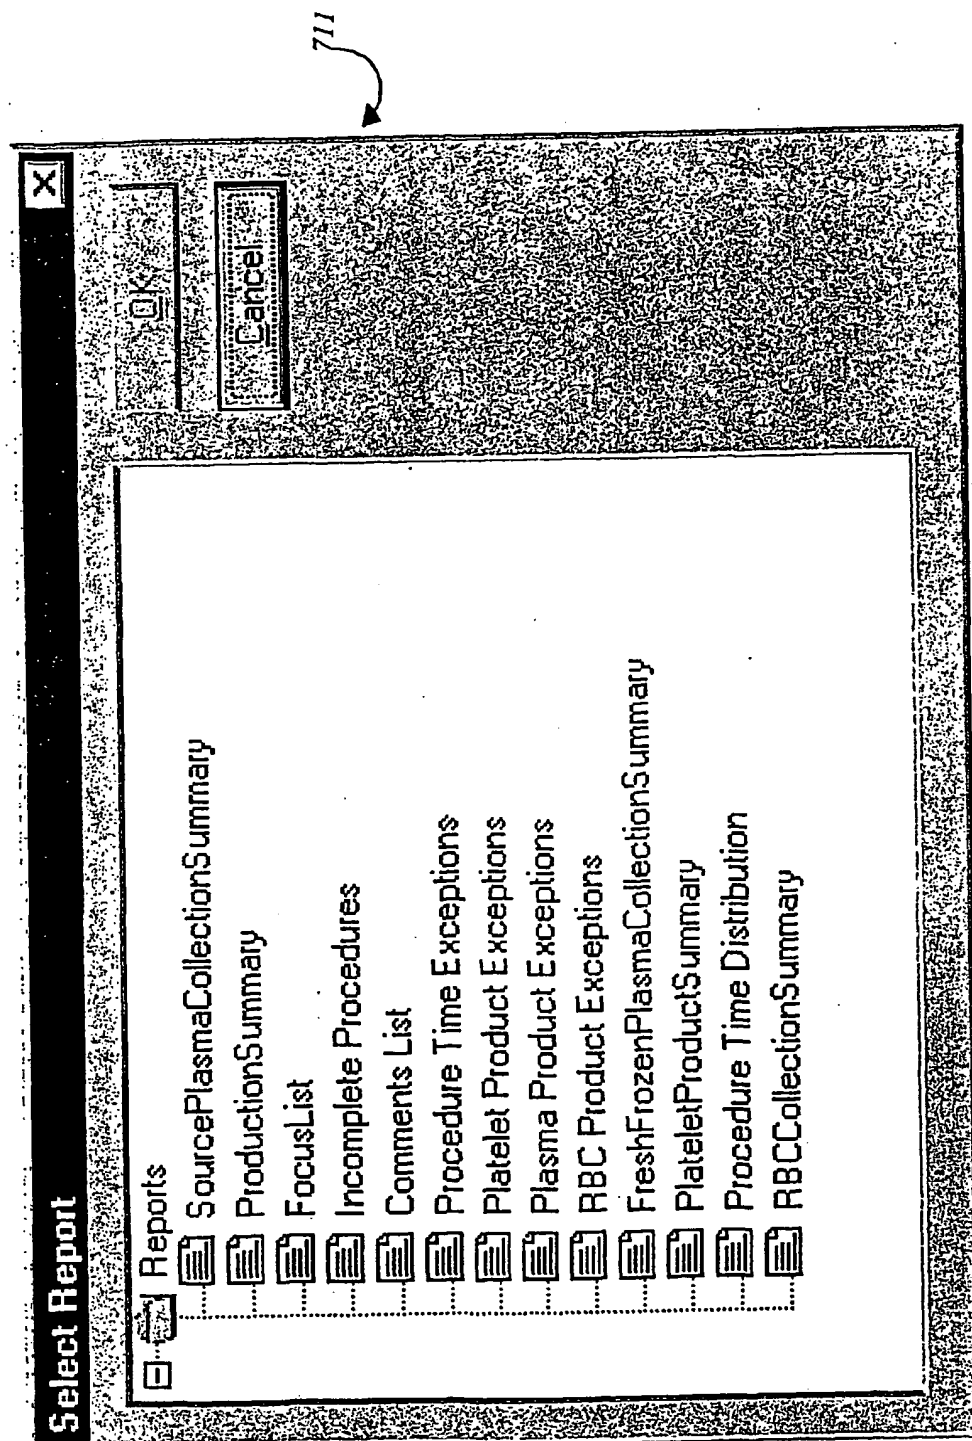 Select Report
Reports
SourcePlasmaCollectionSummary
ProductionSummary
FocusList
Incomplete Procedures
Comments List
Procedure Time Exceptions
Platelet Product Exceptions
Plasma Product Exceptions
RBC Product Exceptions
FreshFrozenPlasmaCollectionSummary
PlateletProductSummary
Procedure Time Distribution
RBCCollectionSummary
OK
Cancel
711